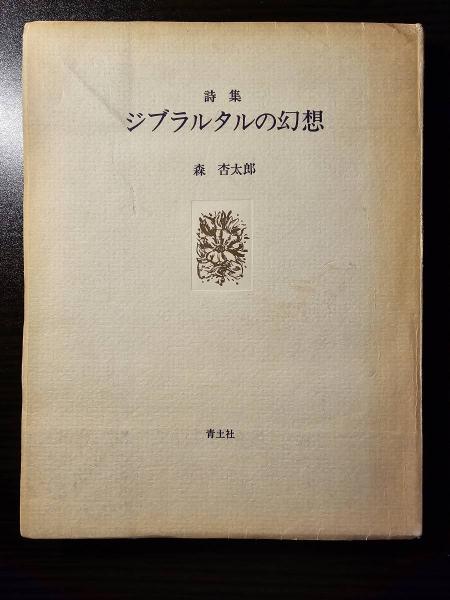 詩集
ジブラルタルの幻想
森 杏太郎
青土社